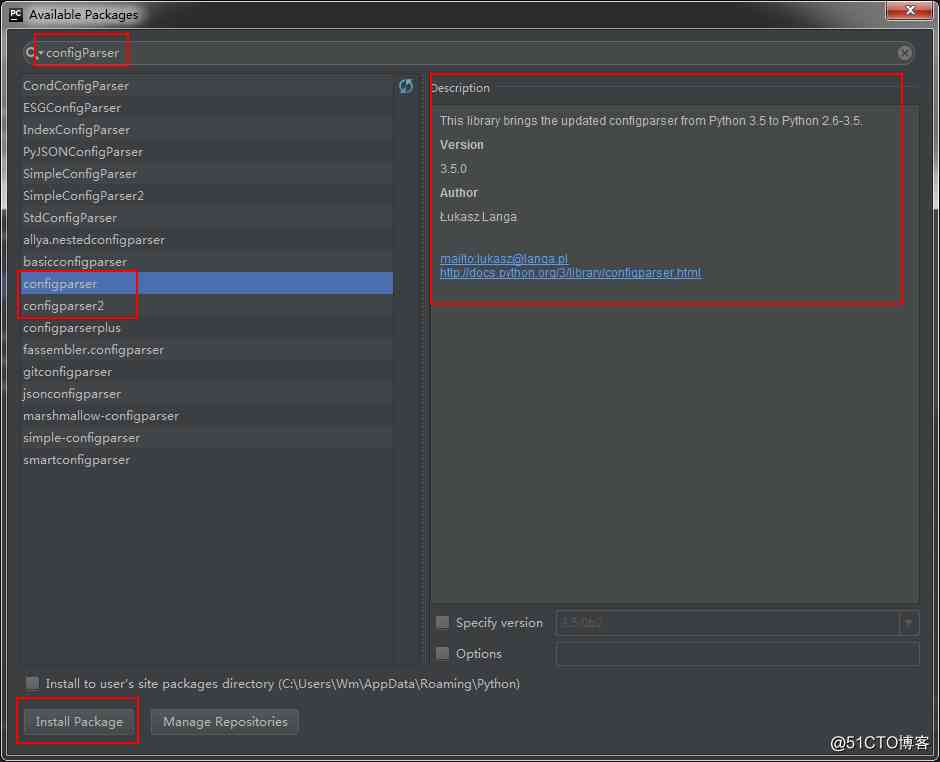 PC Available Packages
configParser
CondConfigParser
ESGConfigParser
IndexConfigParser
PyJSONConfigParser
SimpleConfigParser
SimpleConfigParser2
StdConfigParser
allya.nestedconfigparser
basicconfigparser
configparser
configparser2
configparserplus
fassembler.configparser
gitconfigparser
jsonconfigparser
marshmallow-configparser
simple-configparser
smartconfigparser
Description
This library brings the updated configparser from Python 3.5 to Python 2.6-3.5.
Version
3.5.0
Author
Łukasz Langa
mailto:lukasz@langa.pl
http://docs.python.org/3/library/configparser.html
Specify version
3.5.0b2
Options
Install to user's site packages directory (C:\Users\Wm\AppData\Roaming\Python)
Install Package
Manage Repositories
@51CTO博客